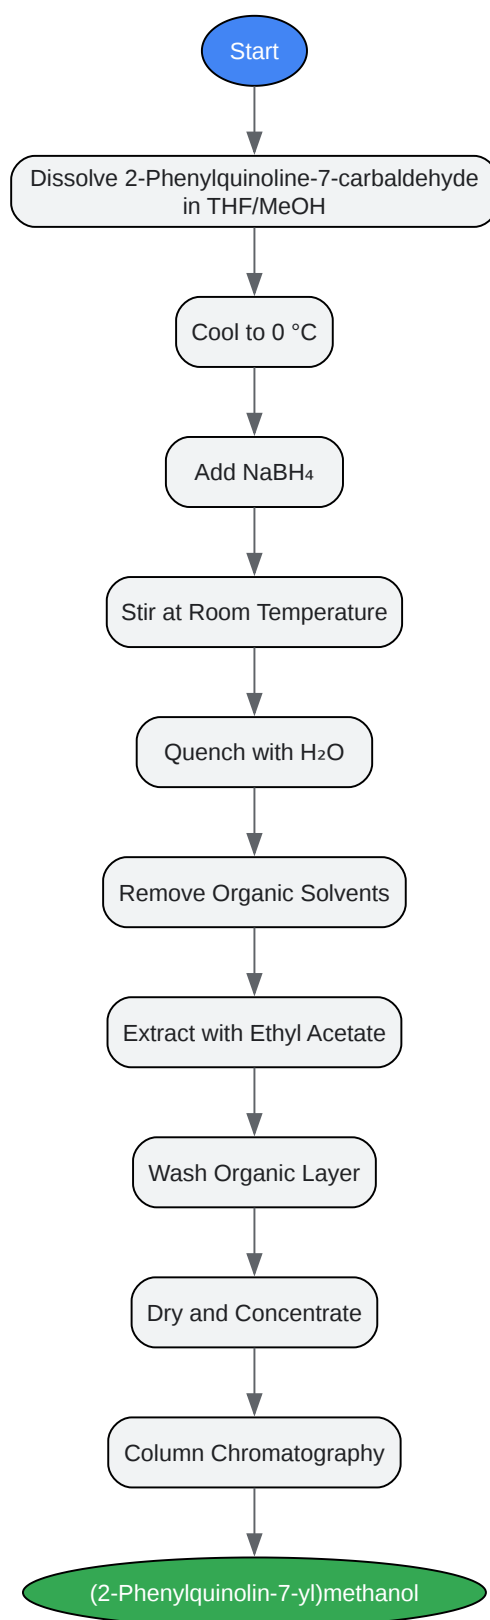 Start
Dissolve 2-Phenylquinoline-7-carbaldehyde
in THF/MeOH
Cool to 0 °C
Add NaBH₄
Stir at Room Temperature
Quench with H₂O
Remove Organic Solvents
Extract with Ethyl Acetate
Wash Organic Layer
Dry and Concentrate
Column Chromatography
(2-Phenylquinolin-7-yl)methanol